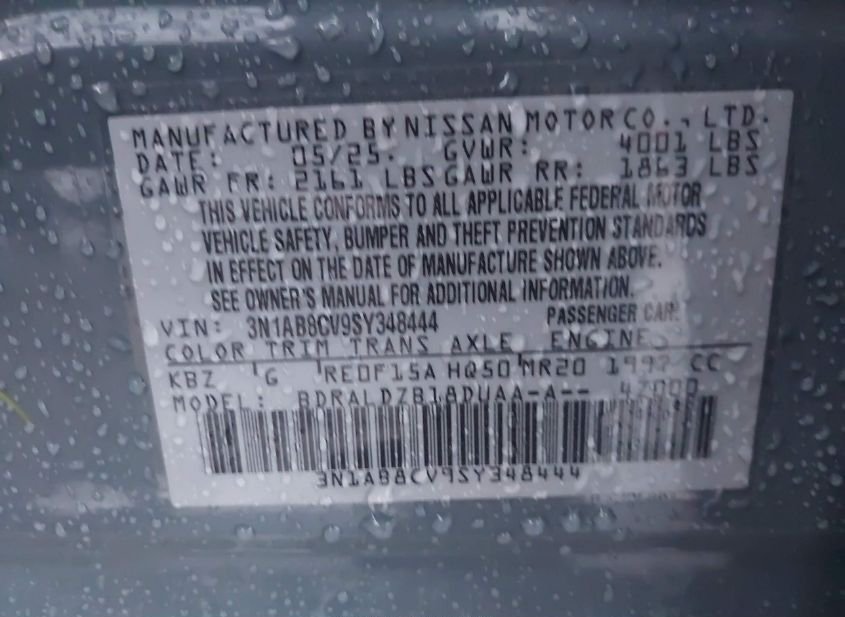 MANUFACTURED BY NISSAN MOTOR CO., LTD.
DATE: 05/25. GVWR: 4001 LBS
GAWR FR: 2161 LBS GAWR RR: 1863 LBS
THIS VEHICLE CONFORMS TO ALL APPLICABLE FEDERAL MOTOR
VEHICLE SAFETY, BUMPER AND THEFT PREVENTION STANDARDS
IN EFFECT ON THE DATE OF MANUFACTURE SHOWN ABOVE.
SEE OWNER'S MANUAL FOR ADDITIONAL INFORMATION.
VIN: 3N1AB8CV9SY348444 PASSENGER CAR
COLOR TRIM TRANS AXLE ENGINE
KBZ G RE0F15A HQ50 MR20 1997 CC
MODEL: BDRALDZB18DUAA-A--
3N1AB8CV9SY348444